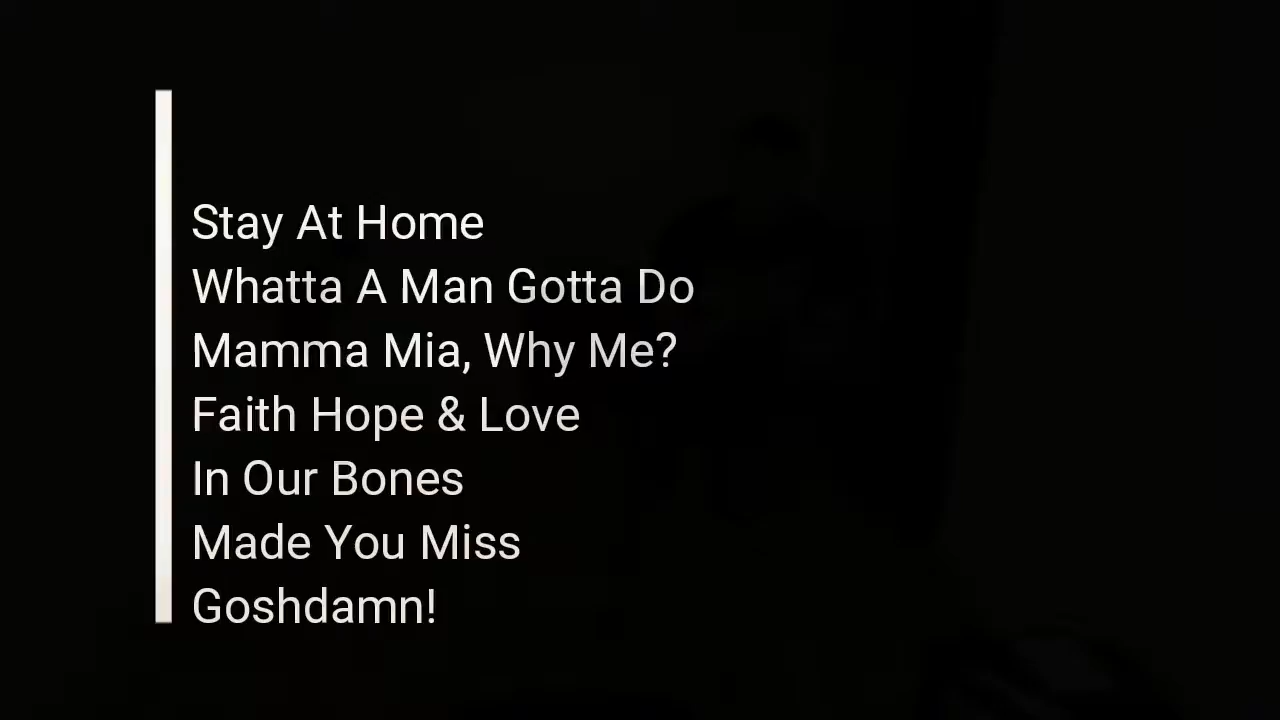 Stay At Home
Whatta A Man Gotta Do
Mamma Mia, Why Me?
Faith Hope & Love
In Our Bones
Made You Miss
Goshdamn!